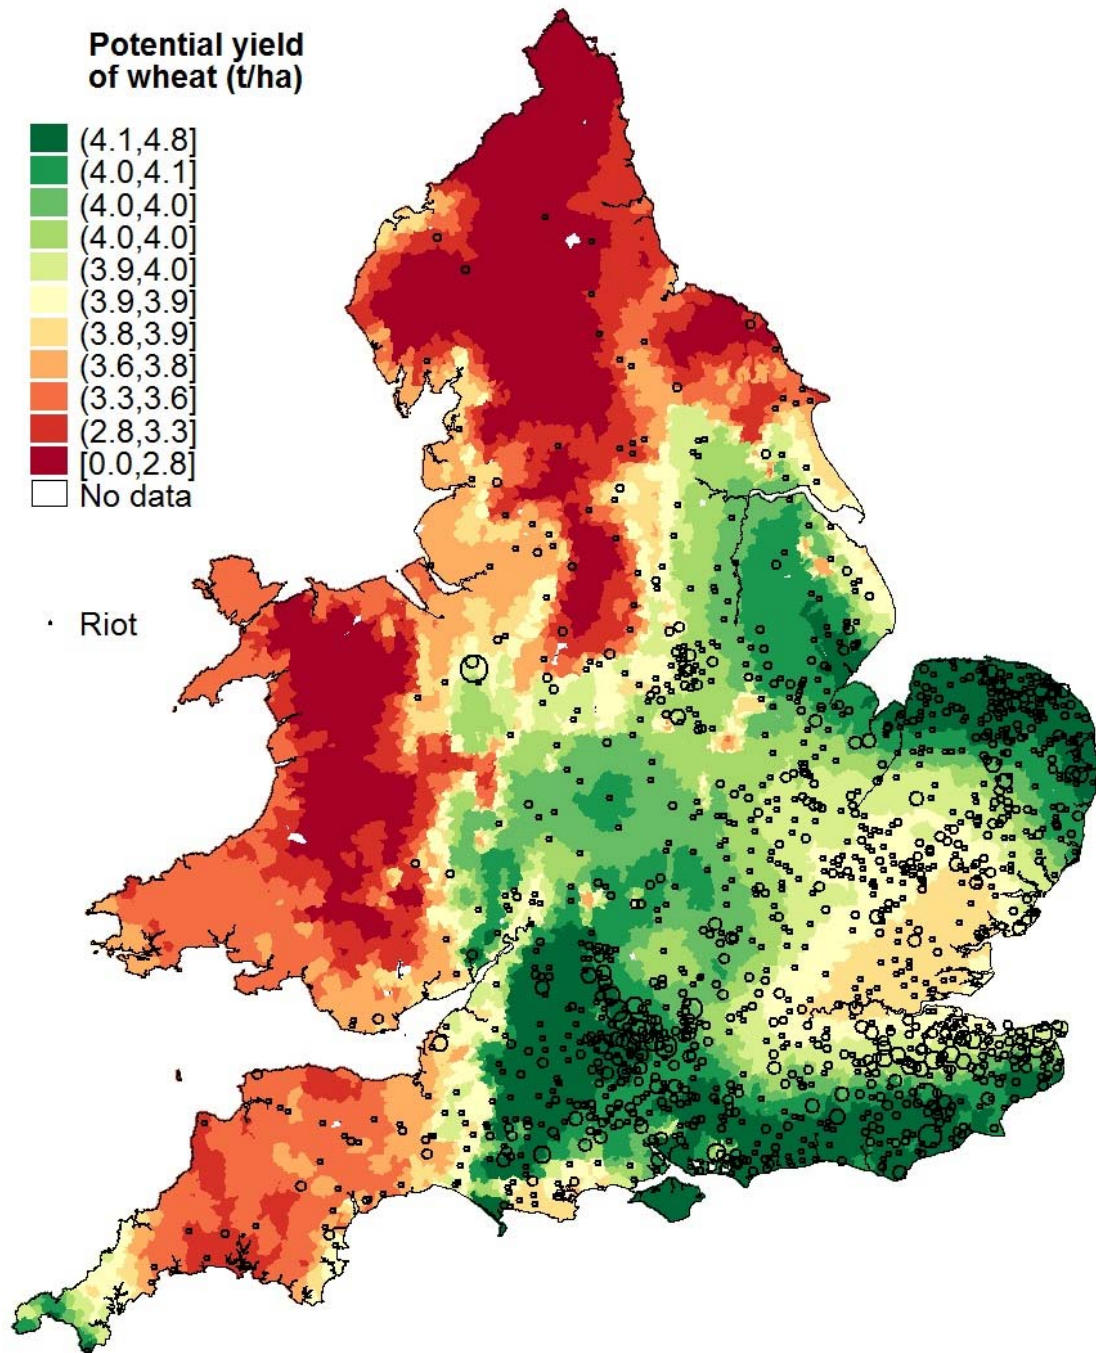 Potential yield
of wheat (t/ha)
(4.1,4.8]
(4.0,4.1]
(4.0,4.0]
(4.0,4.0]
(3.9,4.0]
(3.9,3.9]
(3.8,3.9]
(3.6,3.8]
(3.3,3.6]
(2.8,3.3]
[0.0,2.8]
No data
Riot